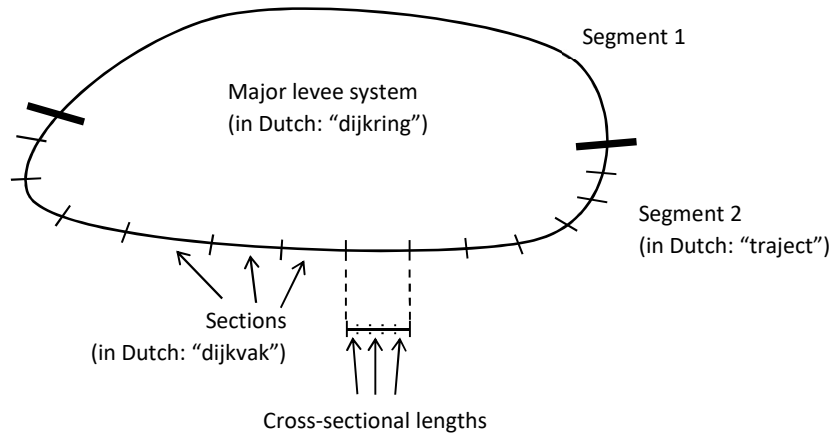 Segment 1
Major levee system
(in Dutch: “dijkring”)
Segment 2
(in Dutch: “traject”)
Sections
(in Dutch: “dijkvak”)
Cross-sectional lengths